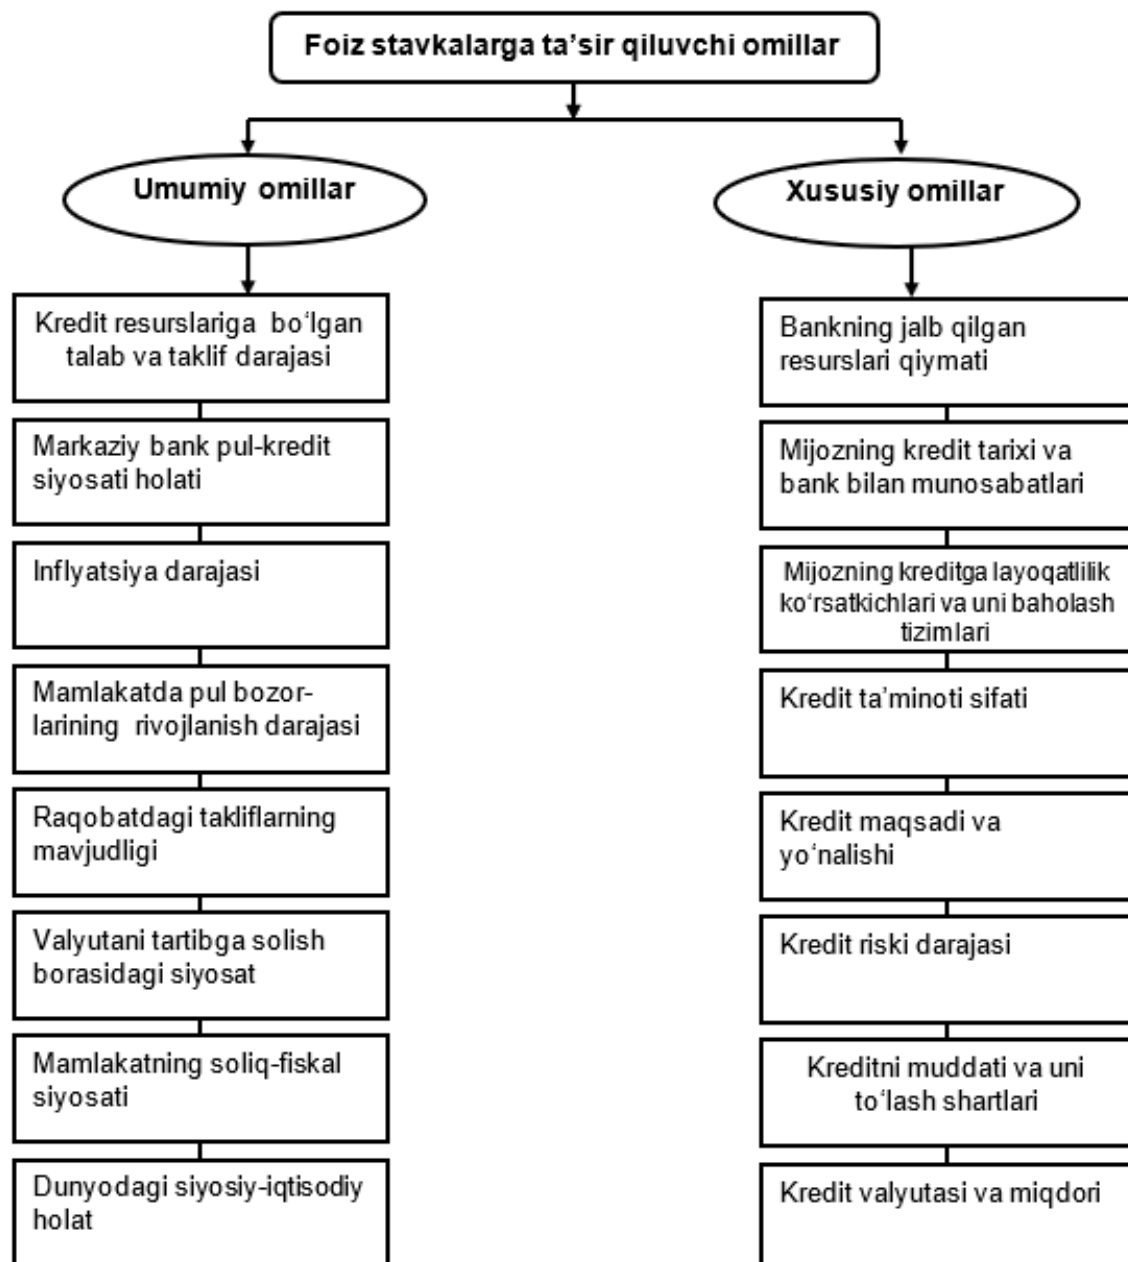 Foiz stavkalarga ta’sir qiluvchi omillar
Umumiy omillar
Kredit resurslariga bo‘lgan
talab va taklif darajasi
Markaziy bank pul-kredit
siyosati holati
Inflyatsiya darajasi
Mamlakatda pul bozor-
larining rivojlanish darajasi
Raqobatdagi takliflarning
mavjudligi
Valyutani tartibga solish
borasidagi siyosat
Mamlakatning soliq-fiskal
siyosati
Dunyodagi siyosiy-iqtisodiy
holat
Xususiy omillar
Bankning jalb qilgan
resurslari qiymati
Mijozning kredit tarixi va
bank bilan munosabatlari
Mijozning kreditga layoqatlilik
ko‘rsatkichlari va uni baholash
tizimlari
Kredit ta’minoti sifati
Kredit maqsadi va
yo‘nalishi
Kredit riski darajasi
Kreditni muddati va uni
to‘lash shartlari
Kredit valyutasi va miqdori